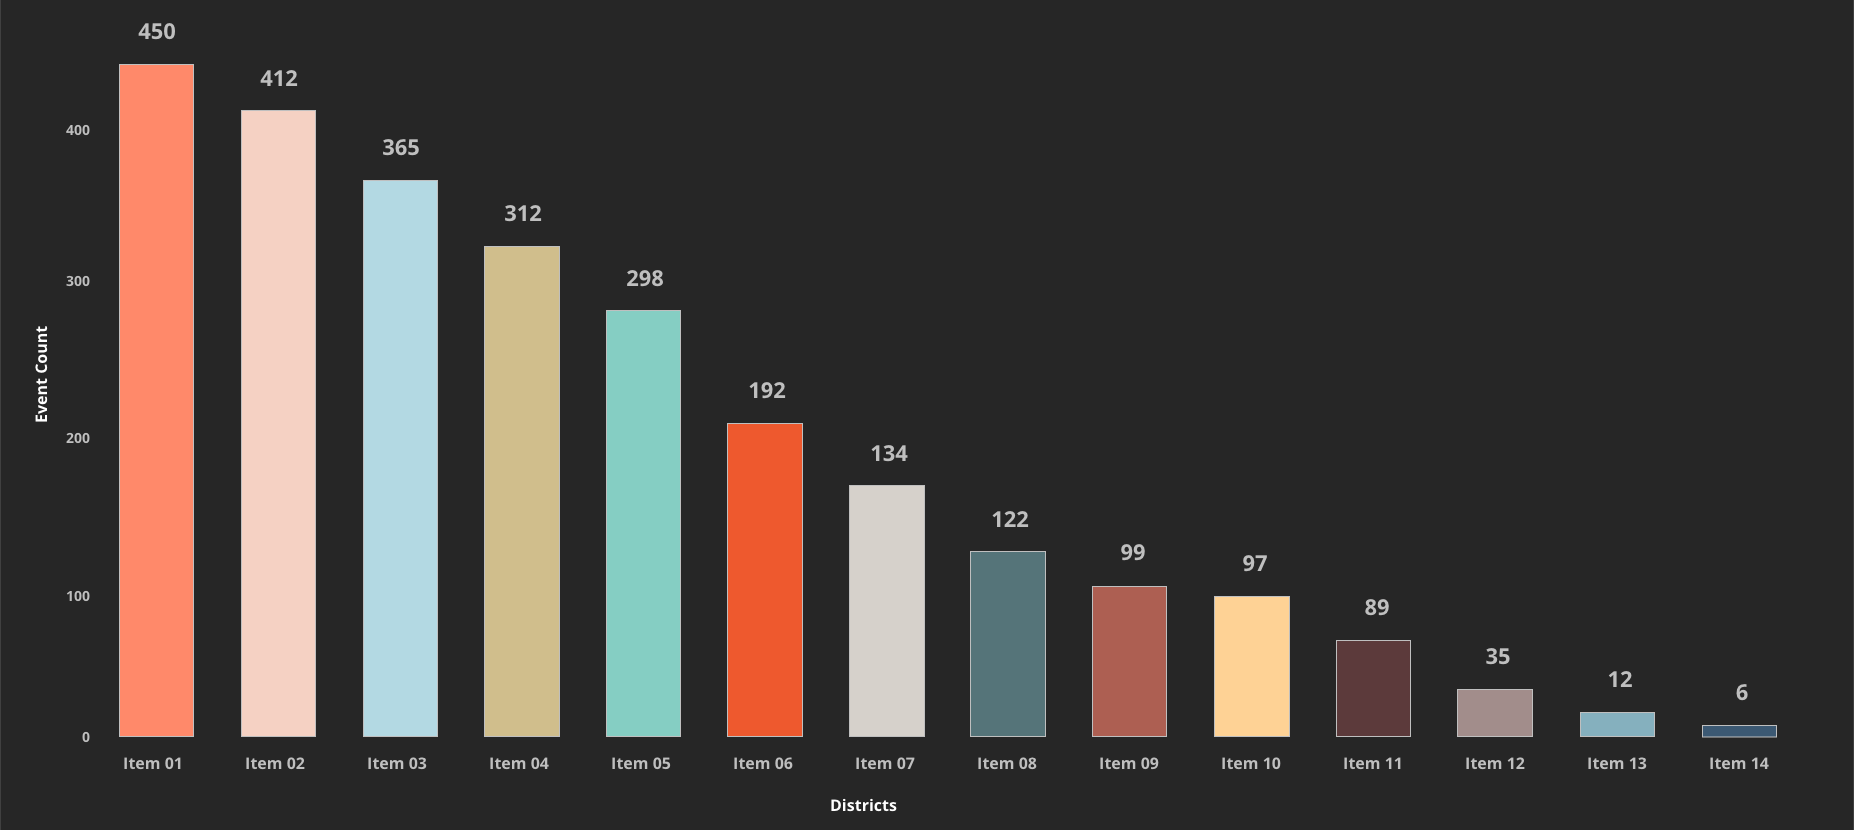 450
412
365
312
298
192
134
122
99
97
89
35
12
6
400
300
200
100
0
Event Count
Item 01
Item 02
Item 03
Item 04
Item 05
Item 06
Item 07
Item 08
Item 09
Item 10
Item 11
Item 12
Item 13
Item 14
Districts